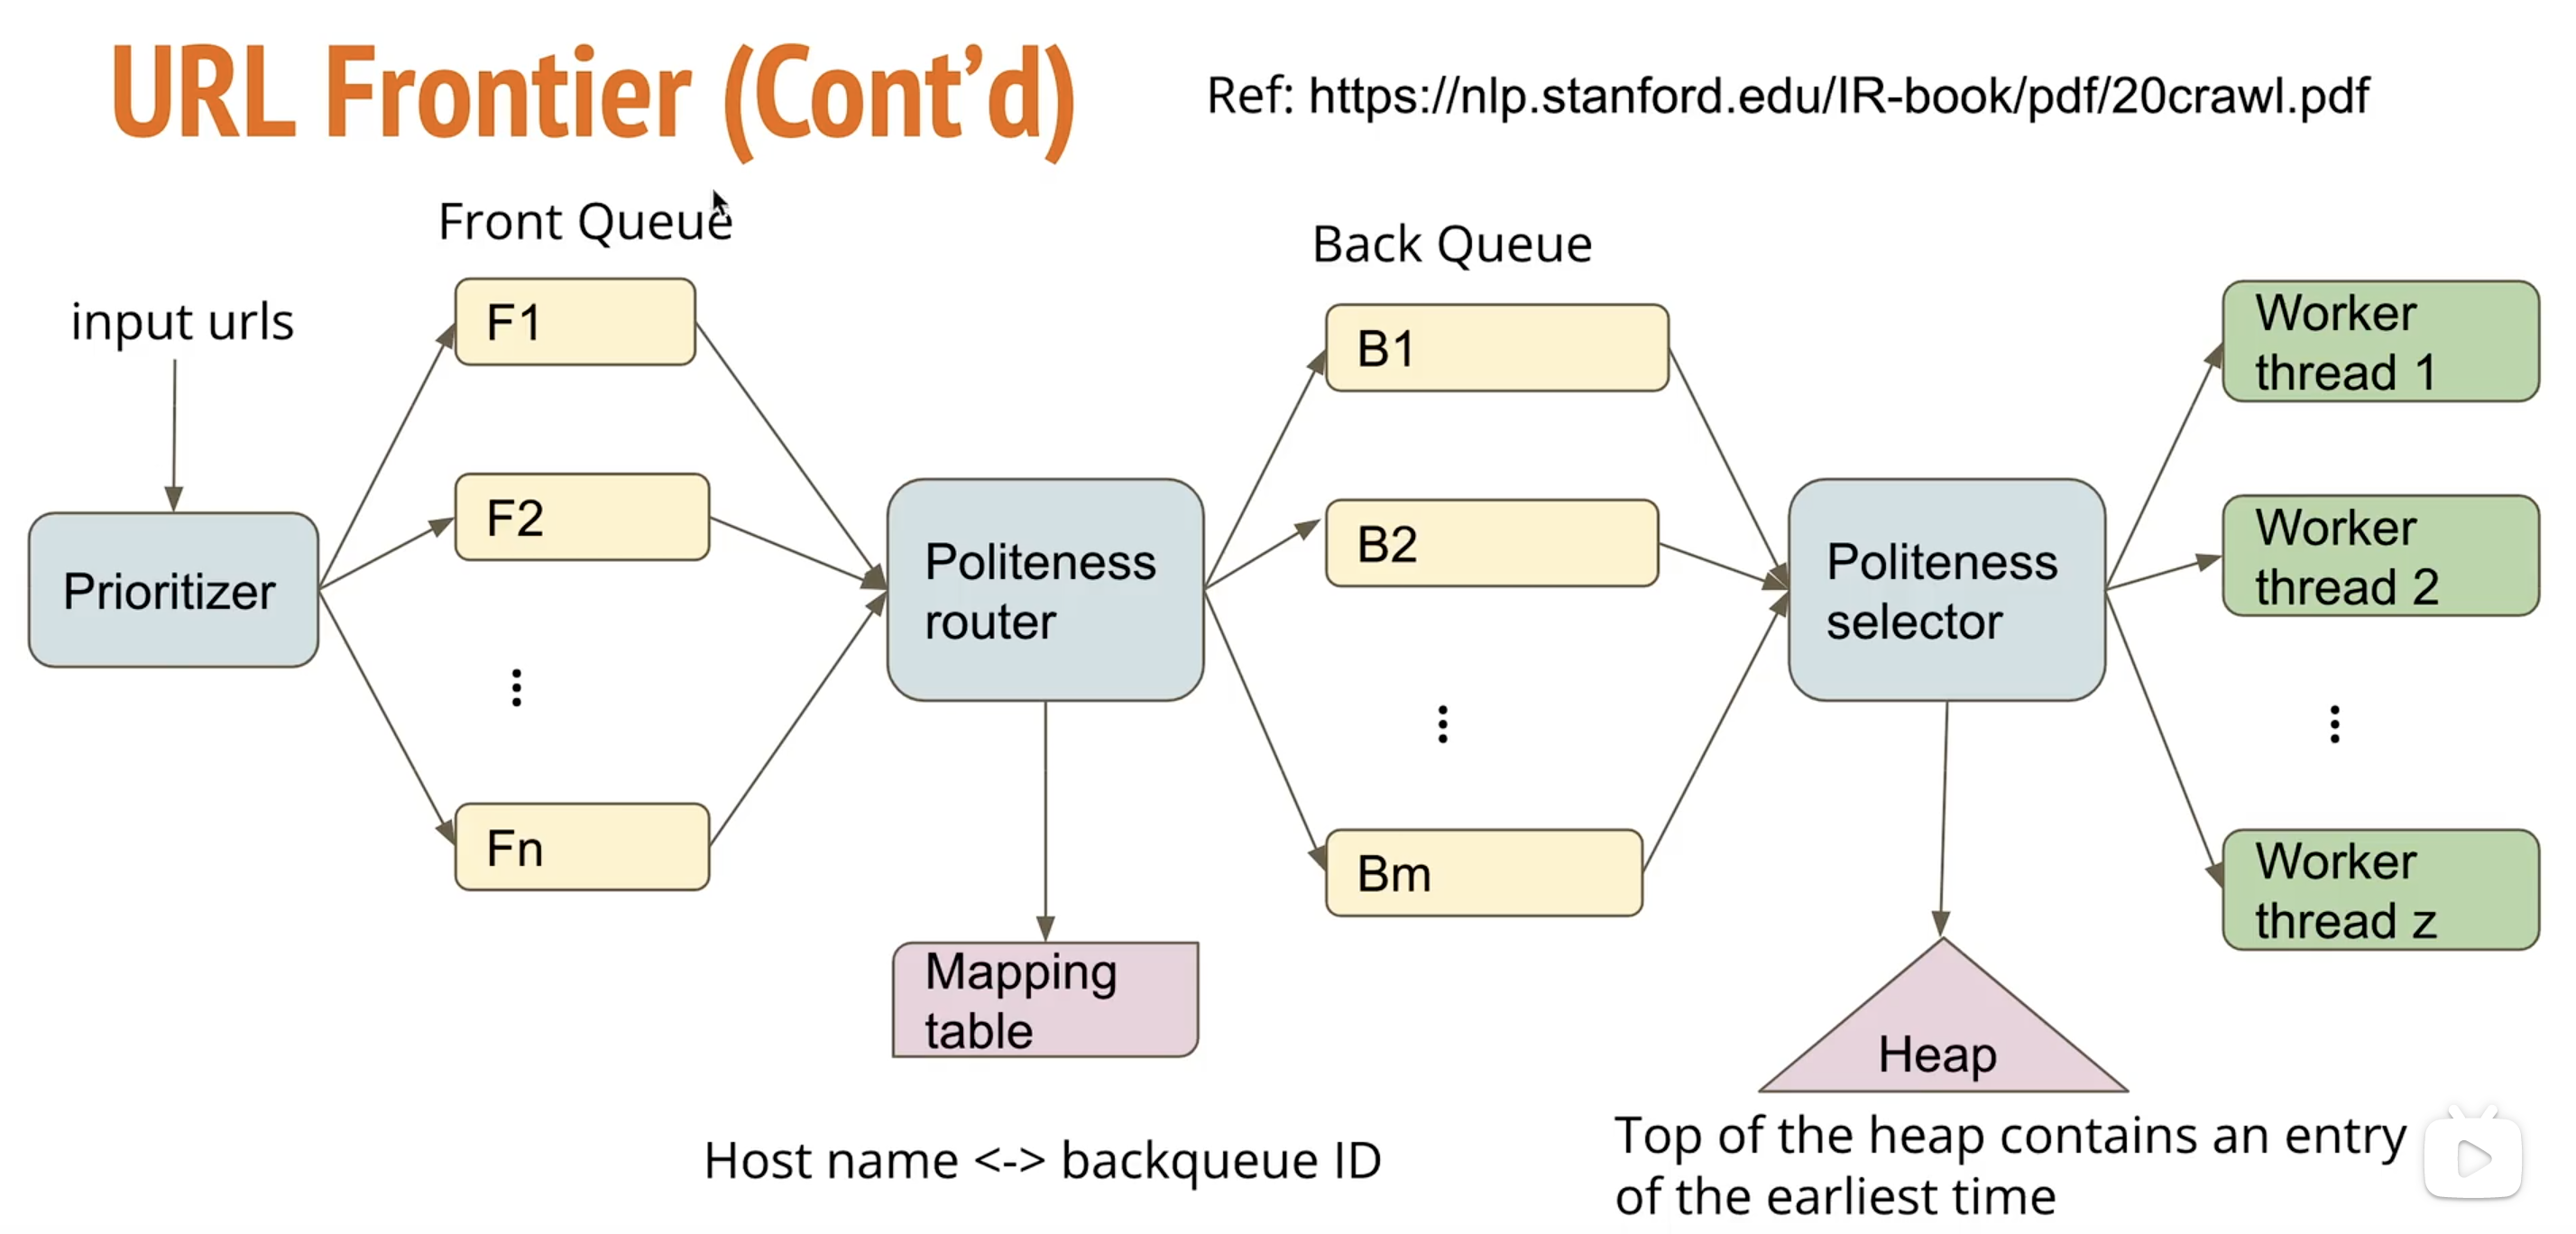 URL Frontier (Cont’d)
Ref: https://nlp.stanford.edu/IR-book/pdf/20crawl.pdf
input urls
Prioritizer
Front Queue
F1
F2
Fn
Politeness
router
Mapping
table
Host name <-> backqueue ID
Back Queue
B1
B2
Bm
Politeness
selector
Heap
Top of the heap contains an entry
of the earliest time
Worker
thread 1
Worker
thread 2
Worker
thread z